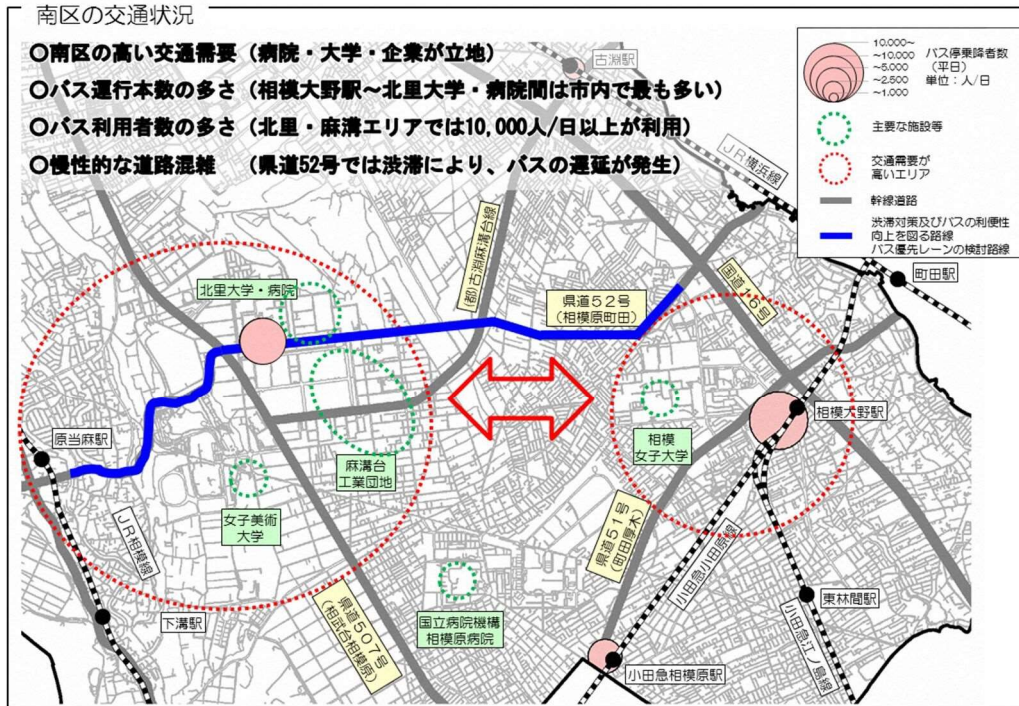 南区の交通状況
〇南区の高い交通需要（病院・大学・企業が立地）
〇バス運行本数の多さ（相模大野駅～北里大学・病院間は市内で最も多い）
〇バス利用者数の多さ（北里・麻溝エリアでは10,000人/日以上が利用）
〇慢性的な道路混雑　（県道52号では渋滞により、バスの遅延が発生）
10,000~
~10,000
~5,000
~2,500
~1,000
バス停乗降者数
（平日）
単位：人/日
主要な施設等
交通需要が
高いエリア
幹線道路
渋滞対策及びバスの利便性
向上を図る路線
バス優先レーンの検討路線
古淵駅
ＪＲ横浜線
町田駅
(都)古淵麻溝台線
国道１６号
県道５２号
（相模原町田）
北里大学・病院
相模大野駅
相模
女子大学
原当麻駅
麻溝台
工業団地
女子美術
大学
ＪＲ相模線
県道５１号
（町田厚木）
小田急小田原線
下溝駅
県道５０７号
（相武台相模原）
国立病院機構
相模原病院
東林間駅
小田急江ノ島線
小田急相模原駅